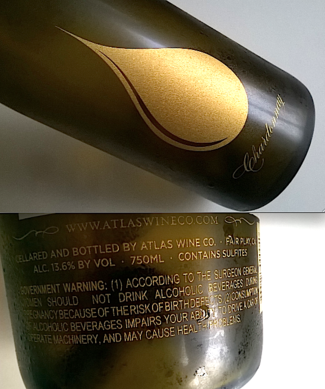 Chardonnay
WWW.ATLASWINECO.COM
CELLARED AND BOTTLED BY ATLAS WINE CO. · FAIR PLAY, CA
ALC. 13.6% BY VOL · 750ML · CONTAINS SULFITES
GOVERNMENT WARNING: (1) ACCORDING TO THE SURGEON GENERAL,
WOMEN SHOULD NOT DRINK ALCOHOLIC BEVERAGES DURING
PREGNANCY BECAUSE OF THE RISK OF BIRTH DEFECTS. (2) CONSUMPTION
OF ALCOHOLIC BEVERAGES IMPAIRS YOUR ABILITY TO DRIVE A CAR OR
OPERATE MACHINERY, AND MAY CAUSE HEALTH PROBLEMS